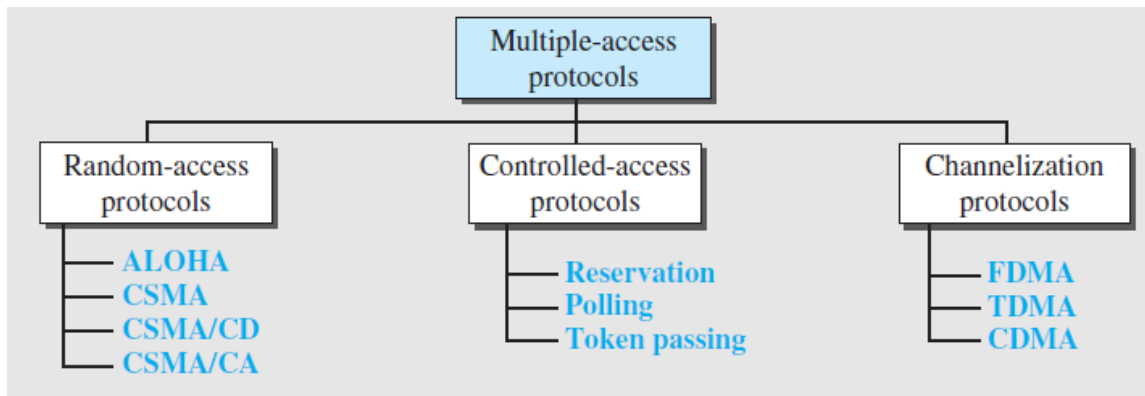 Multiple-access
protocols
Random-access
protocols
Controlled-access
protocols
Channelization
protocols
ALOHA
CSMA
CSMA/CD
CSMA/CA
Reservation
Polling
Token passing
FDMA
TDMA
CDMA